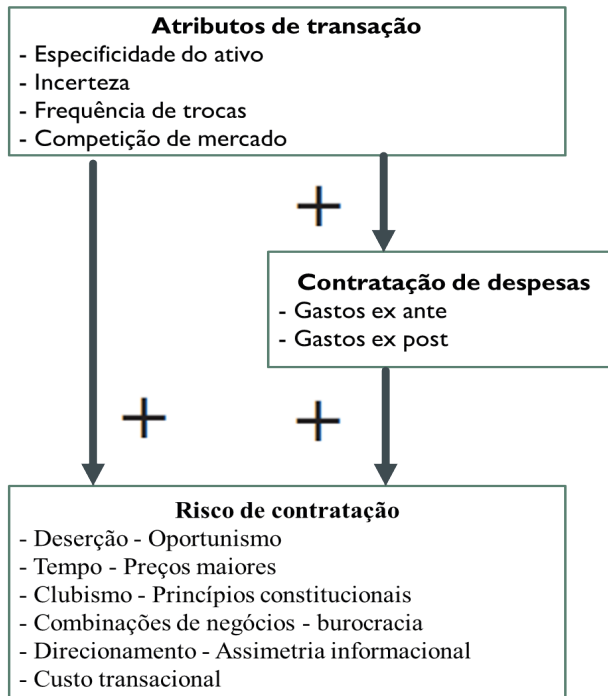 Atributos de transação
- Especificidade do ativo
- Incerteza
- Frequência de trocas
- Competição de mercado
+
Contratação de despesas
- Gastos ex ante
- Gastos ex post
+ +
Risco de contratação
- Deserção - Oportunismo
- Tempo - Preços maiores
- Clubismo - Princípios constitucionais
- Combinações de negócios - burocracia
- Direcionamento - Assimetria informacional
- Custo transacional